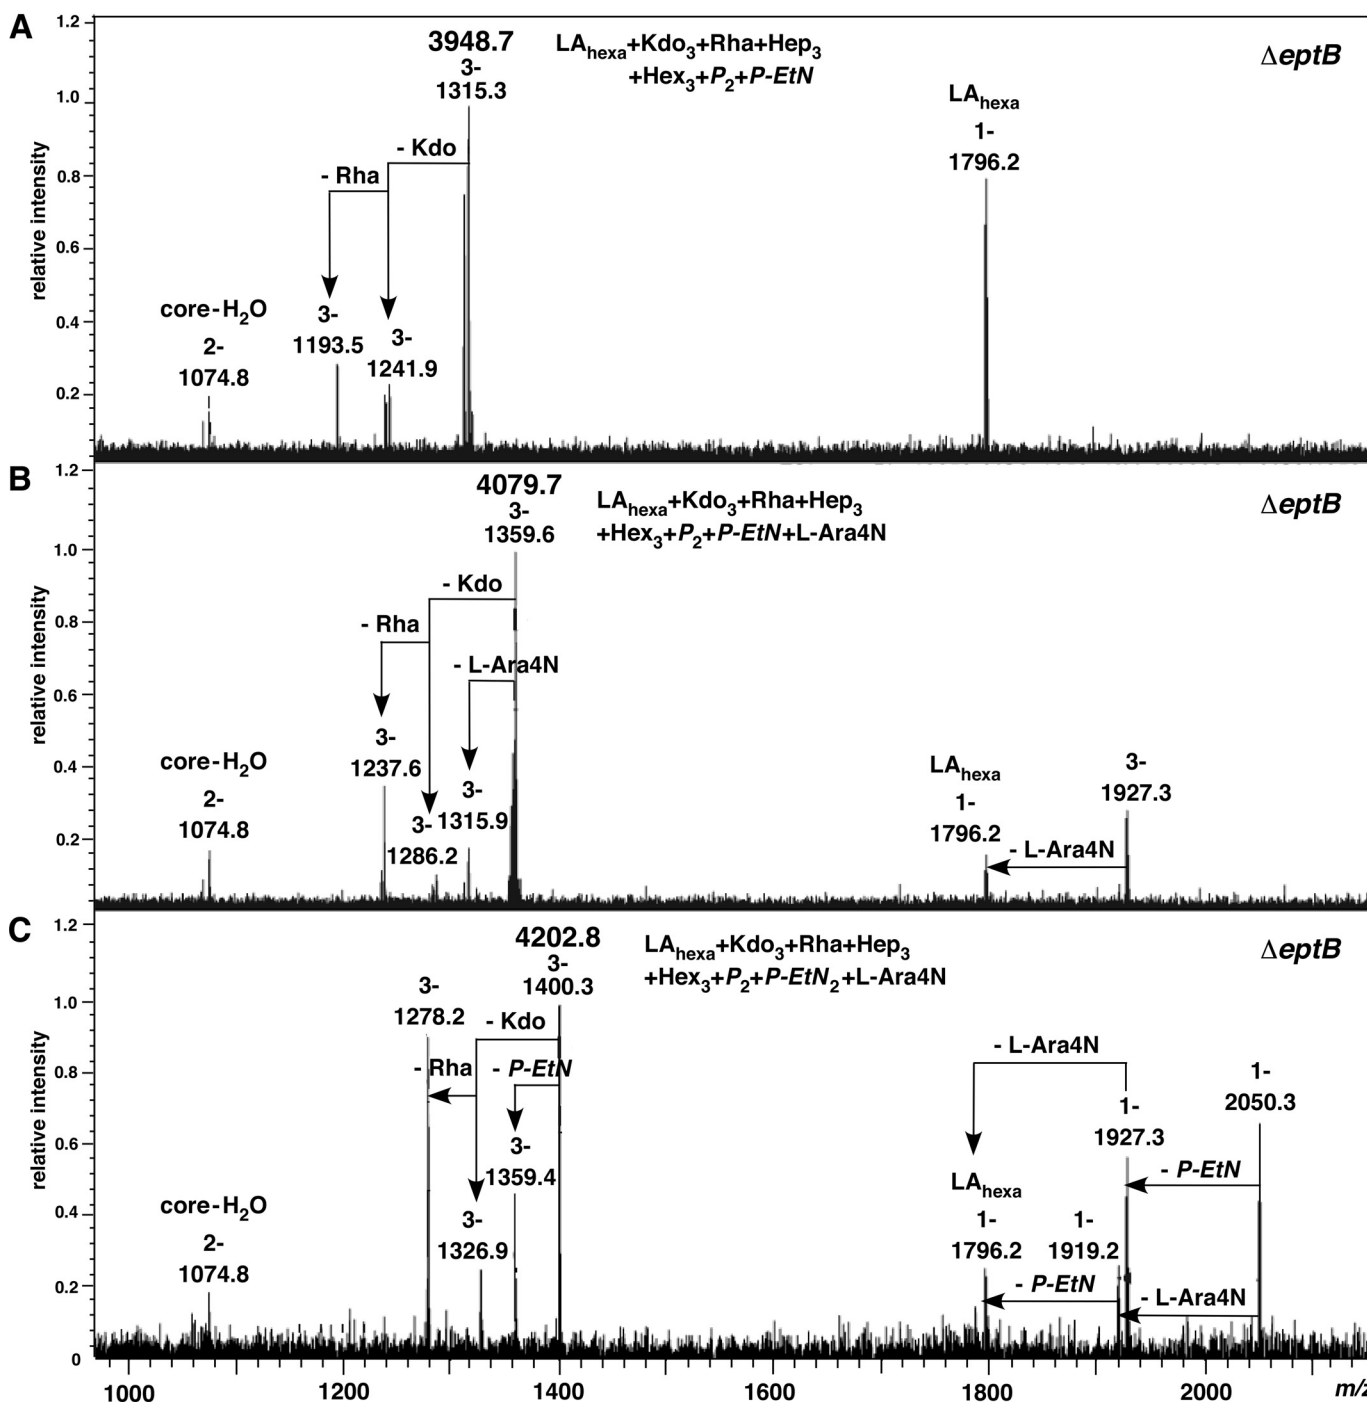 A
1.2
1.0
0.8
0.6
0.4
0.2
relative intensity
3948.7
3-
1315.3
LAhexa+Kdo3+Rha+Hep3
+Hex3+P2+P-EtN
ΔeptB
LAhexa
1-
1796.2
- Kdo
- Rha
core-H2O
2-
1074.8
3-
1193.5
3-
1241.9
B
1.2
1.0
0.8
0.6
0.4
0.2
relative intensity
4079.7
3-
1359.6
LAhexa+Kdo3+Rha+Hep3
+Hex3+P2+P-EtN+L-Ara4N
ΔeptB
- Kdo
- Rha
- L-Ara4N
core-H2O
2-
1074.8
3-
1237.6
3-
1286.2
3-
1315.9
LAhexa
1-
1796.2
- L-Ara4N
3-
1927.3
C
1.2
1.0
0.8
0.6
0.4
0.2
0
relative intensity
4202.8
3-
1400.3
LAhexa+Kdo3+Rha+Hep3
+Hex3+P2+P-EtN2+L-Ara4N
ΔeptB
3-
1278.2
- Kdo
- Rha
- P-EtN
3-
1359.4
3-
1326.9
core-H2O
2-
1074.8
- L-Ara4N
1-
2050.3
1-
1927.3
- P-EtN
LAhexa
1-
1796.2
1-
1919.2
- P-EtN
- L-Ara4N
1000
1200
1400
1600
1800
2000
m/z